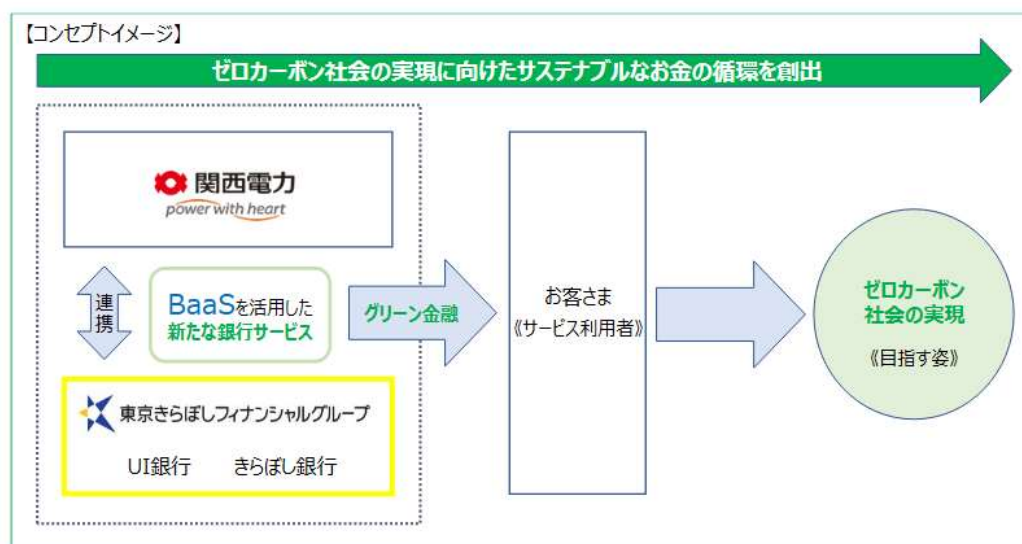 【コンセプトイメージ】
ゼロカーボン社会の実現に向けたサステナブルなお金の循環を創出
関西電力
power with heart
連携
BaaSを活用した
新たな銀行サービス
グリーン金融
お客さま
《サービス利用者》
ゼロカーボン
社会の実現
《目指す姿》
東京きらぼしフィナンシャルグループ
UI銀行 きらぼし銀行